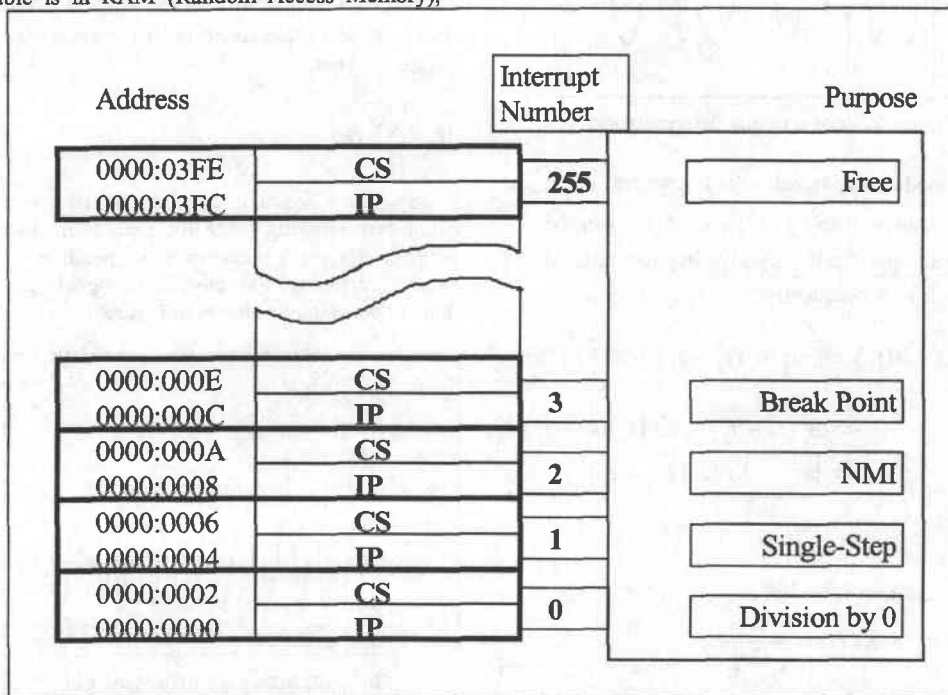 ble is in RAM (Random Access Memory),
Address
Interrupt
Number
Purpose
0000:03FE CS
0000:03FC IP
255
Free
0000:000E CS
0000:000C IP
3
Break Point
0000:000A CS
0000:0008 IP
2
NMI
0000:0006 CS
0000:0004 IP
1
Single-Step
0000:0002 CS
0000:0000 IP
0
Division by 0